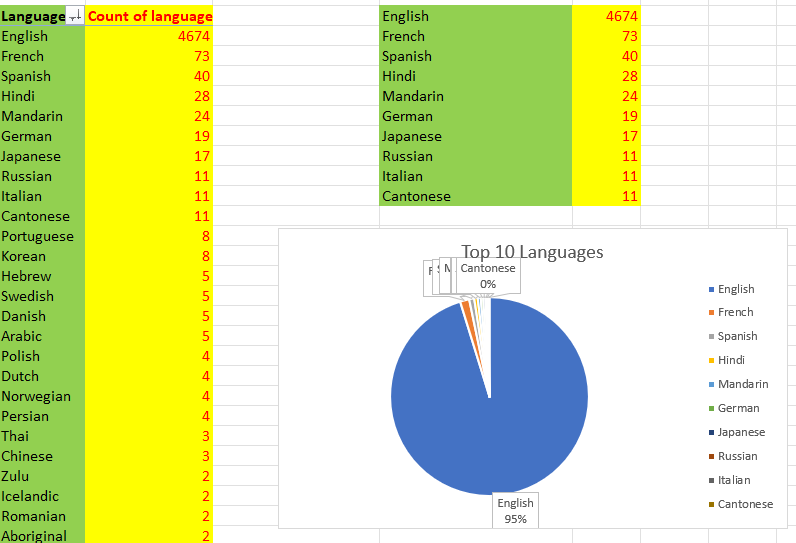 Language Count of language
English 4674
French 73
Spanish 40
Hindi 28
Mandarin 24
German 19
Japanese 17
Russian 11
Italian 11
Cantonese 11
Portuguese 8
Korean 8
Hebrew 5
Swedish 5
Danish 5
Arabic 5
Polish 4
Dutch 4
Norwegian 4
Persian 4
Thai 3
Chinese 3
Zulu 2
Icelandic 2
Romanian 2
Aboriginal 2
English 4674
French 73
Spanish 40
Hindi 28
Mandarin 24
German 19
Japanese 17
Russian 11
Italian 11
Cantonese 11
Top 10 Languages
Cantonese
0%
English
95%
English
French
Spanish
Hindi
Mandarin
German
Japanese
Russian
Italian
Cantonese